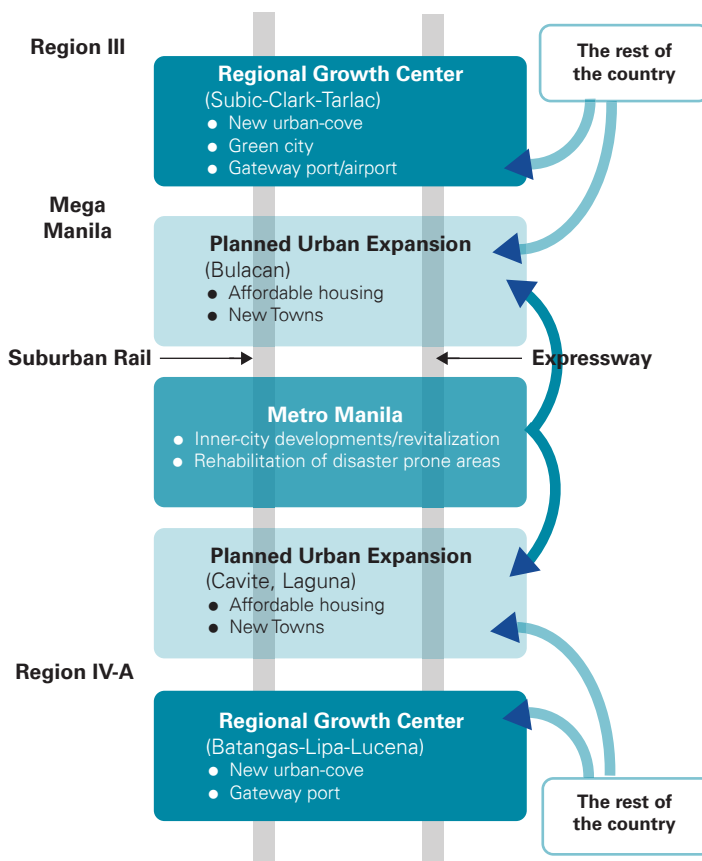 Region III
The rest of
the country
Regional Growth Center
(Subic-Clark-Tarlac)
● New urban-cove
● Green city
● Gateway port/airport
Mega
Manila
Planned Urban Expansion
(Bulacan)
● Affordable housing
● New Towns
Suburban Rail
Expressway
Metro Manila
● Inner-city developments/revitalization
● Rehabilitation of disaster prone areas
Planned Urban Expansion
(Cavite, Laguna)
● Affordable housing
● New Towns
Region IV-A
Regional Growth Center
(Batangas-Lipa-Lucena)
● New urban-cove
● Gateway port
The rest of
the country